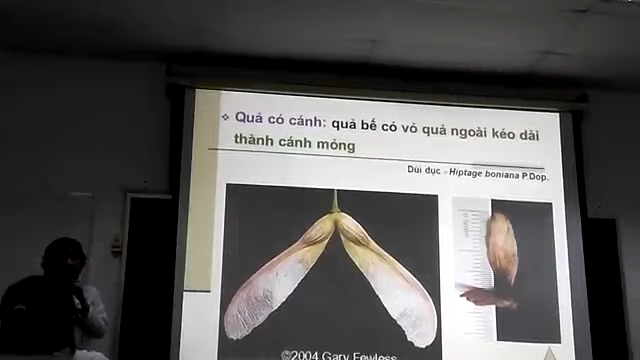 ❖ Quả có cánh: quả bế có vỏ quả ngoài kéo dài
thành cánh mỏng
Dùi đục - Hiptage boniana P.Dop.
©2004 Gary Fewless